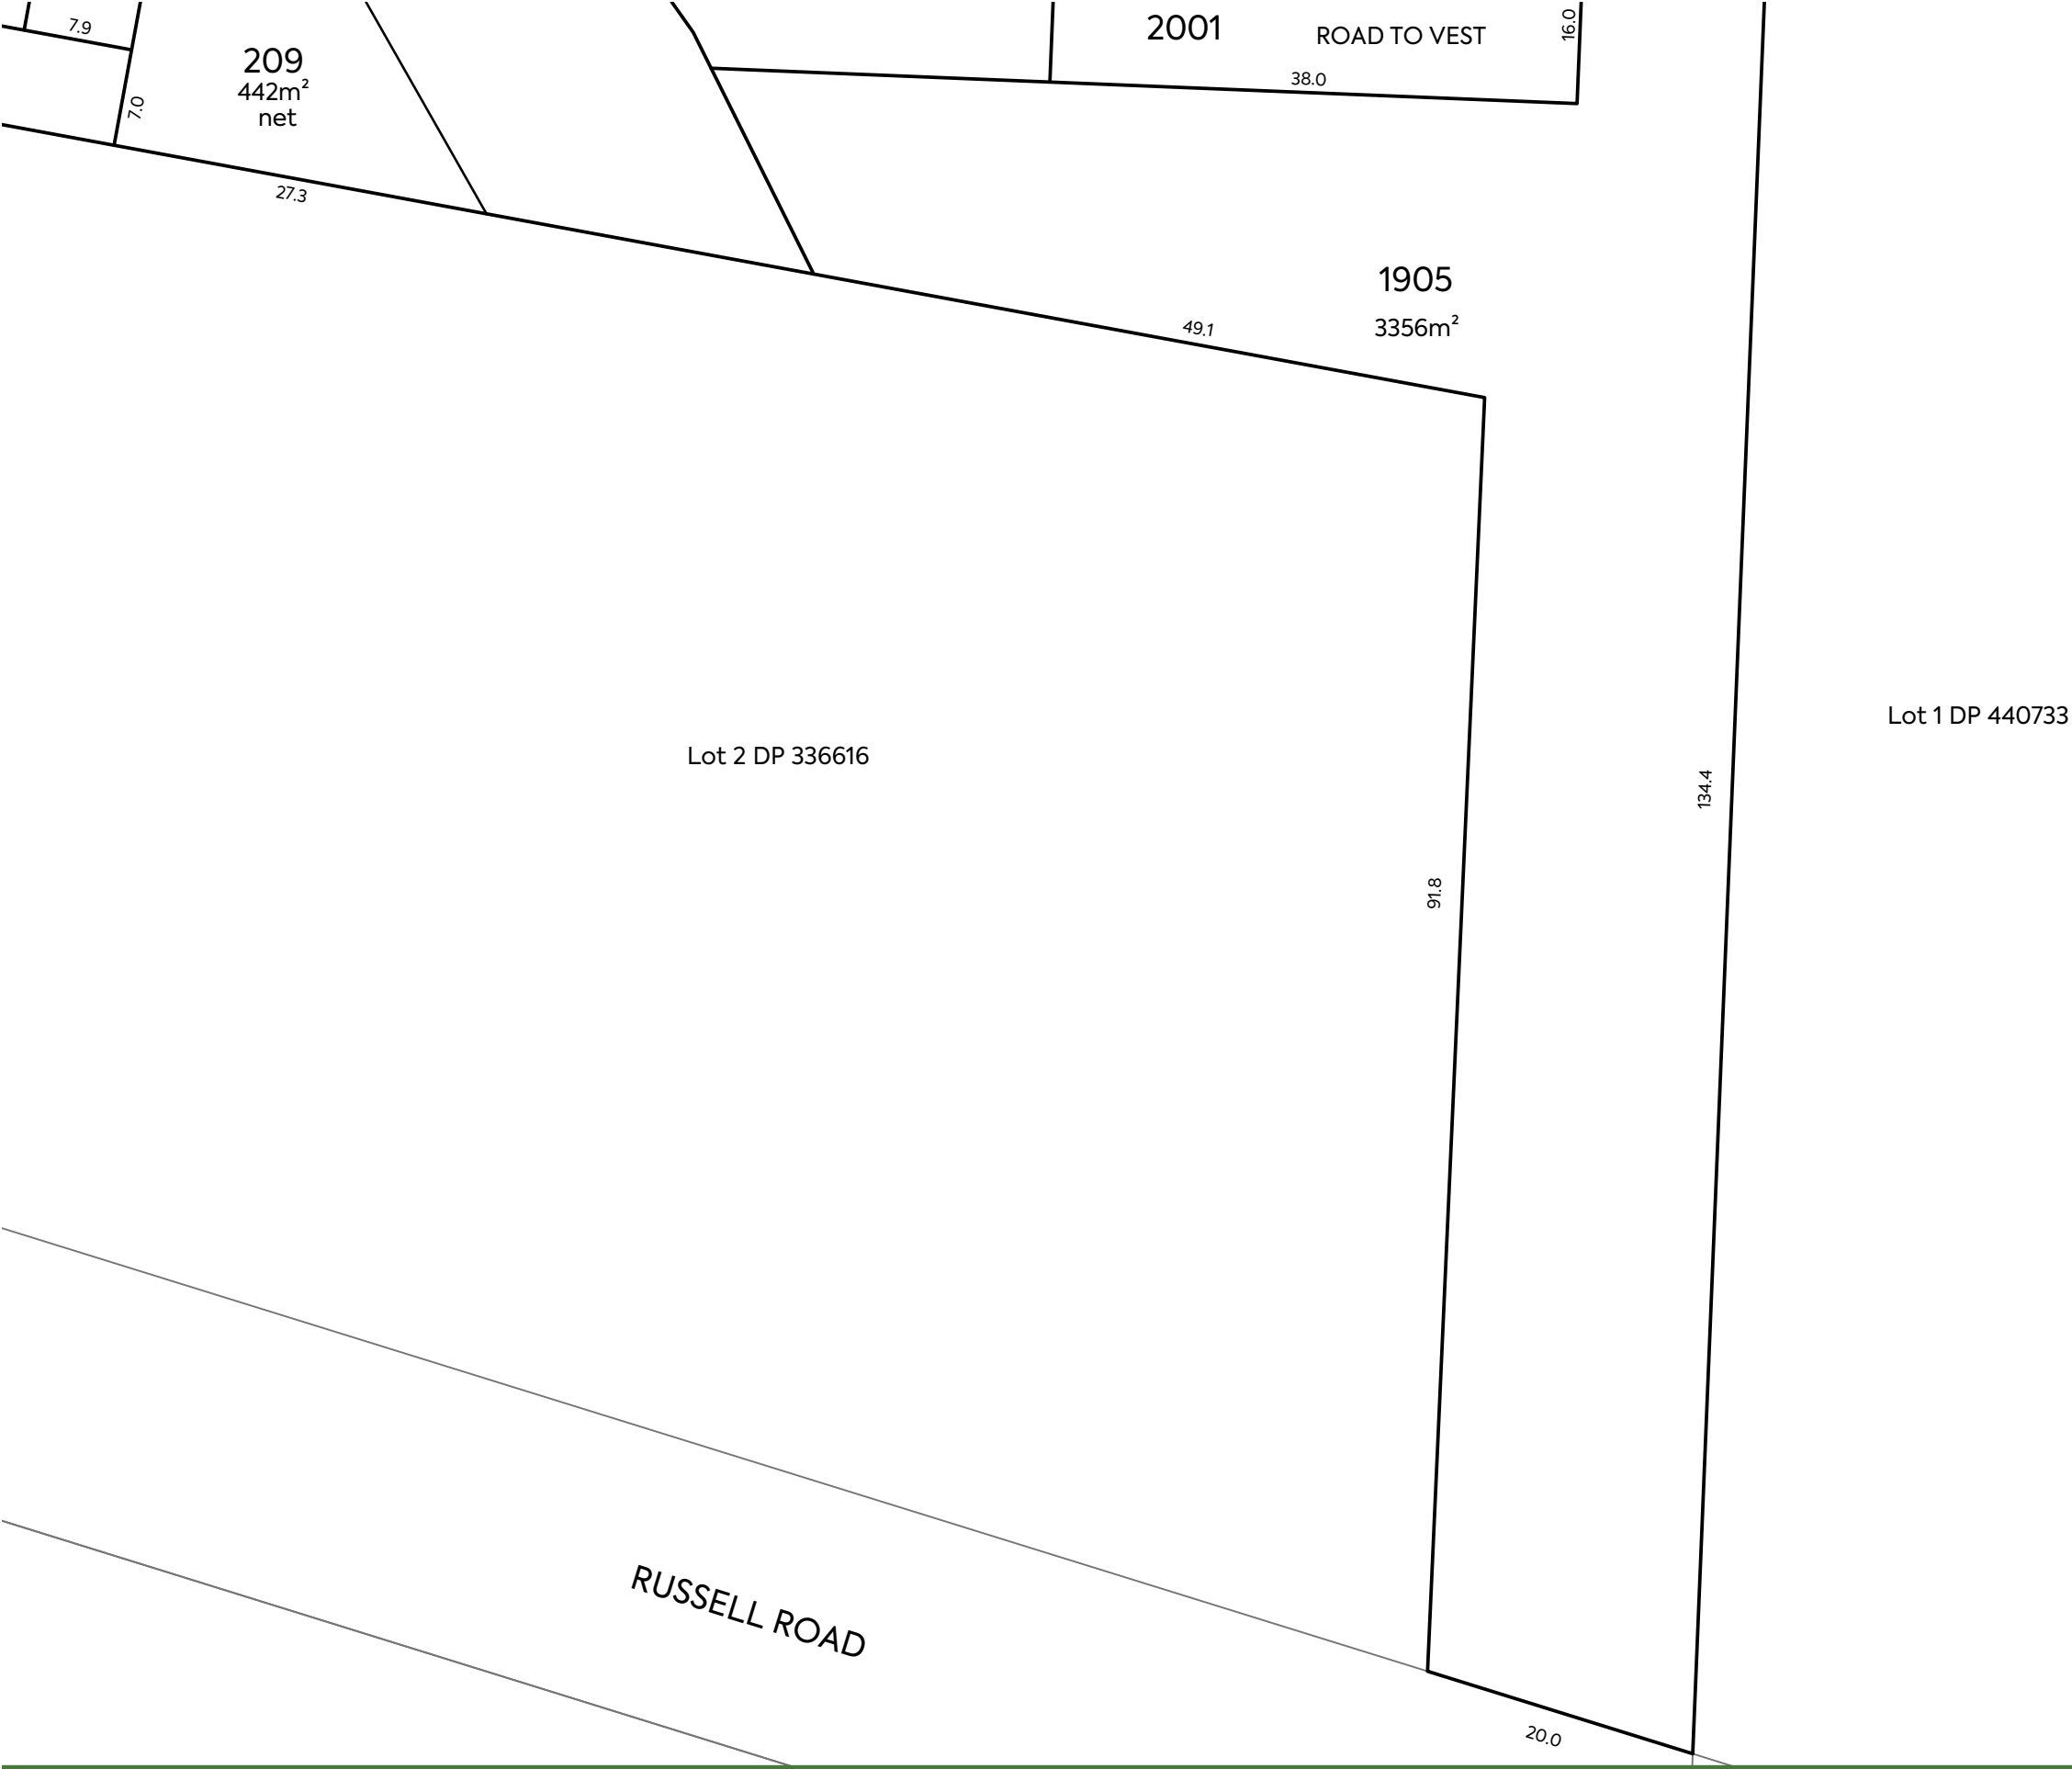 7.9
209
442m²
net
7.0
27.3
2001
ROAD TO VEST
16.0
38.0
1905
3356m²
49.1
Lot 2 DP 336616
Lot 1 DP 440733
134.4
91.8
RUSSELL ROAD
20.0